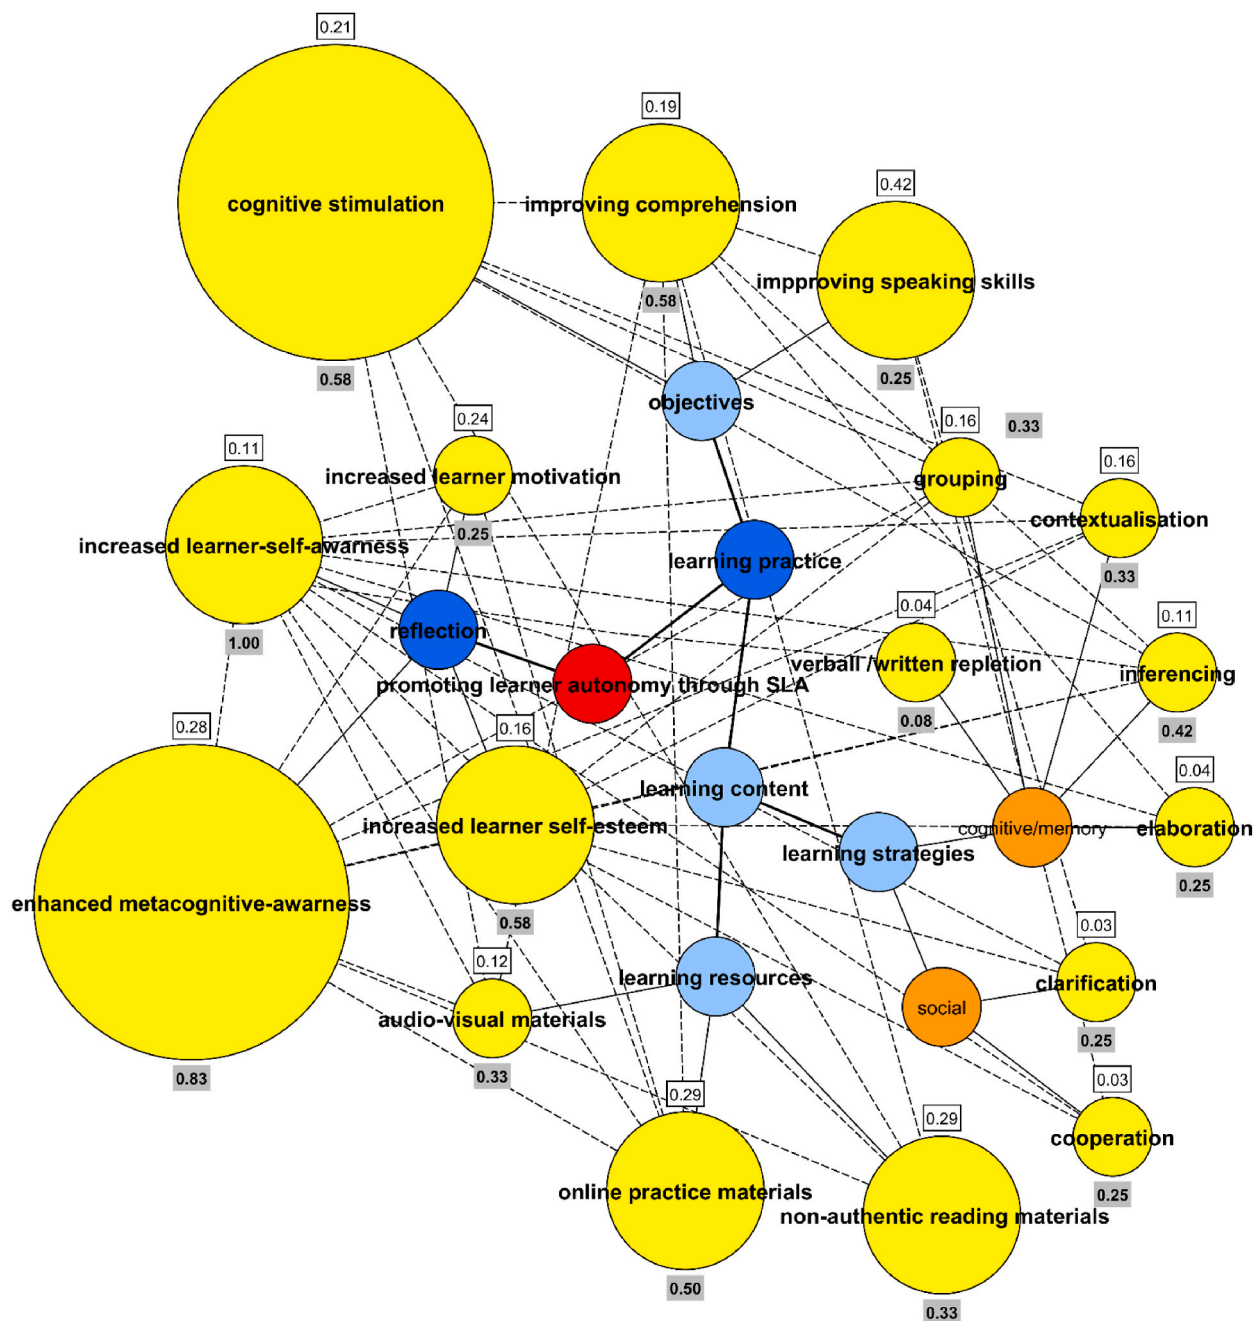 0.21
cognitive stimulation
0.58
0.19
improving comprehension
0.58
0.42
impproving speaking skills
0.25
objectives
0.24
increased learner motivation
0.25
0.11
increased learner-self-awarness
1.00
0.16
0.33
grouping
0.16
contextualisation
0.33
learning practice
reflection
promoting learner autonomy through SLA
0.04
verball /written repletion
0.08
0.11
inferencing
0.42
0.28
enhanced metacognitive-awarness
0.83
0.16
increased learner self-esteem
0.58
learning content
learning strategies
cognitive/memory
0.04
elaboration
0.25
learning resources
0.12
audio-visual materials
0.33
social
0.03
clarification
0.25
0.03
cooperation
0.25
0.29
online practice materials
0.50
0.29
non-authentic reading materials
0.33